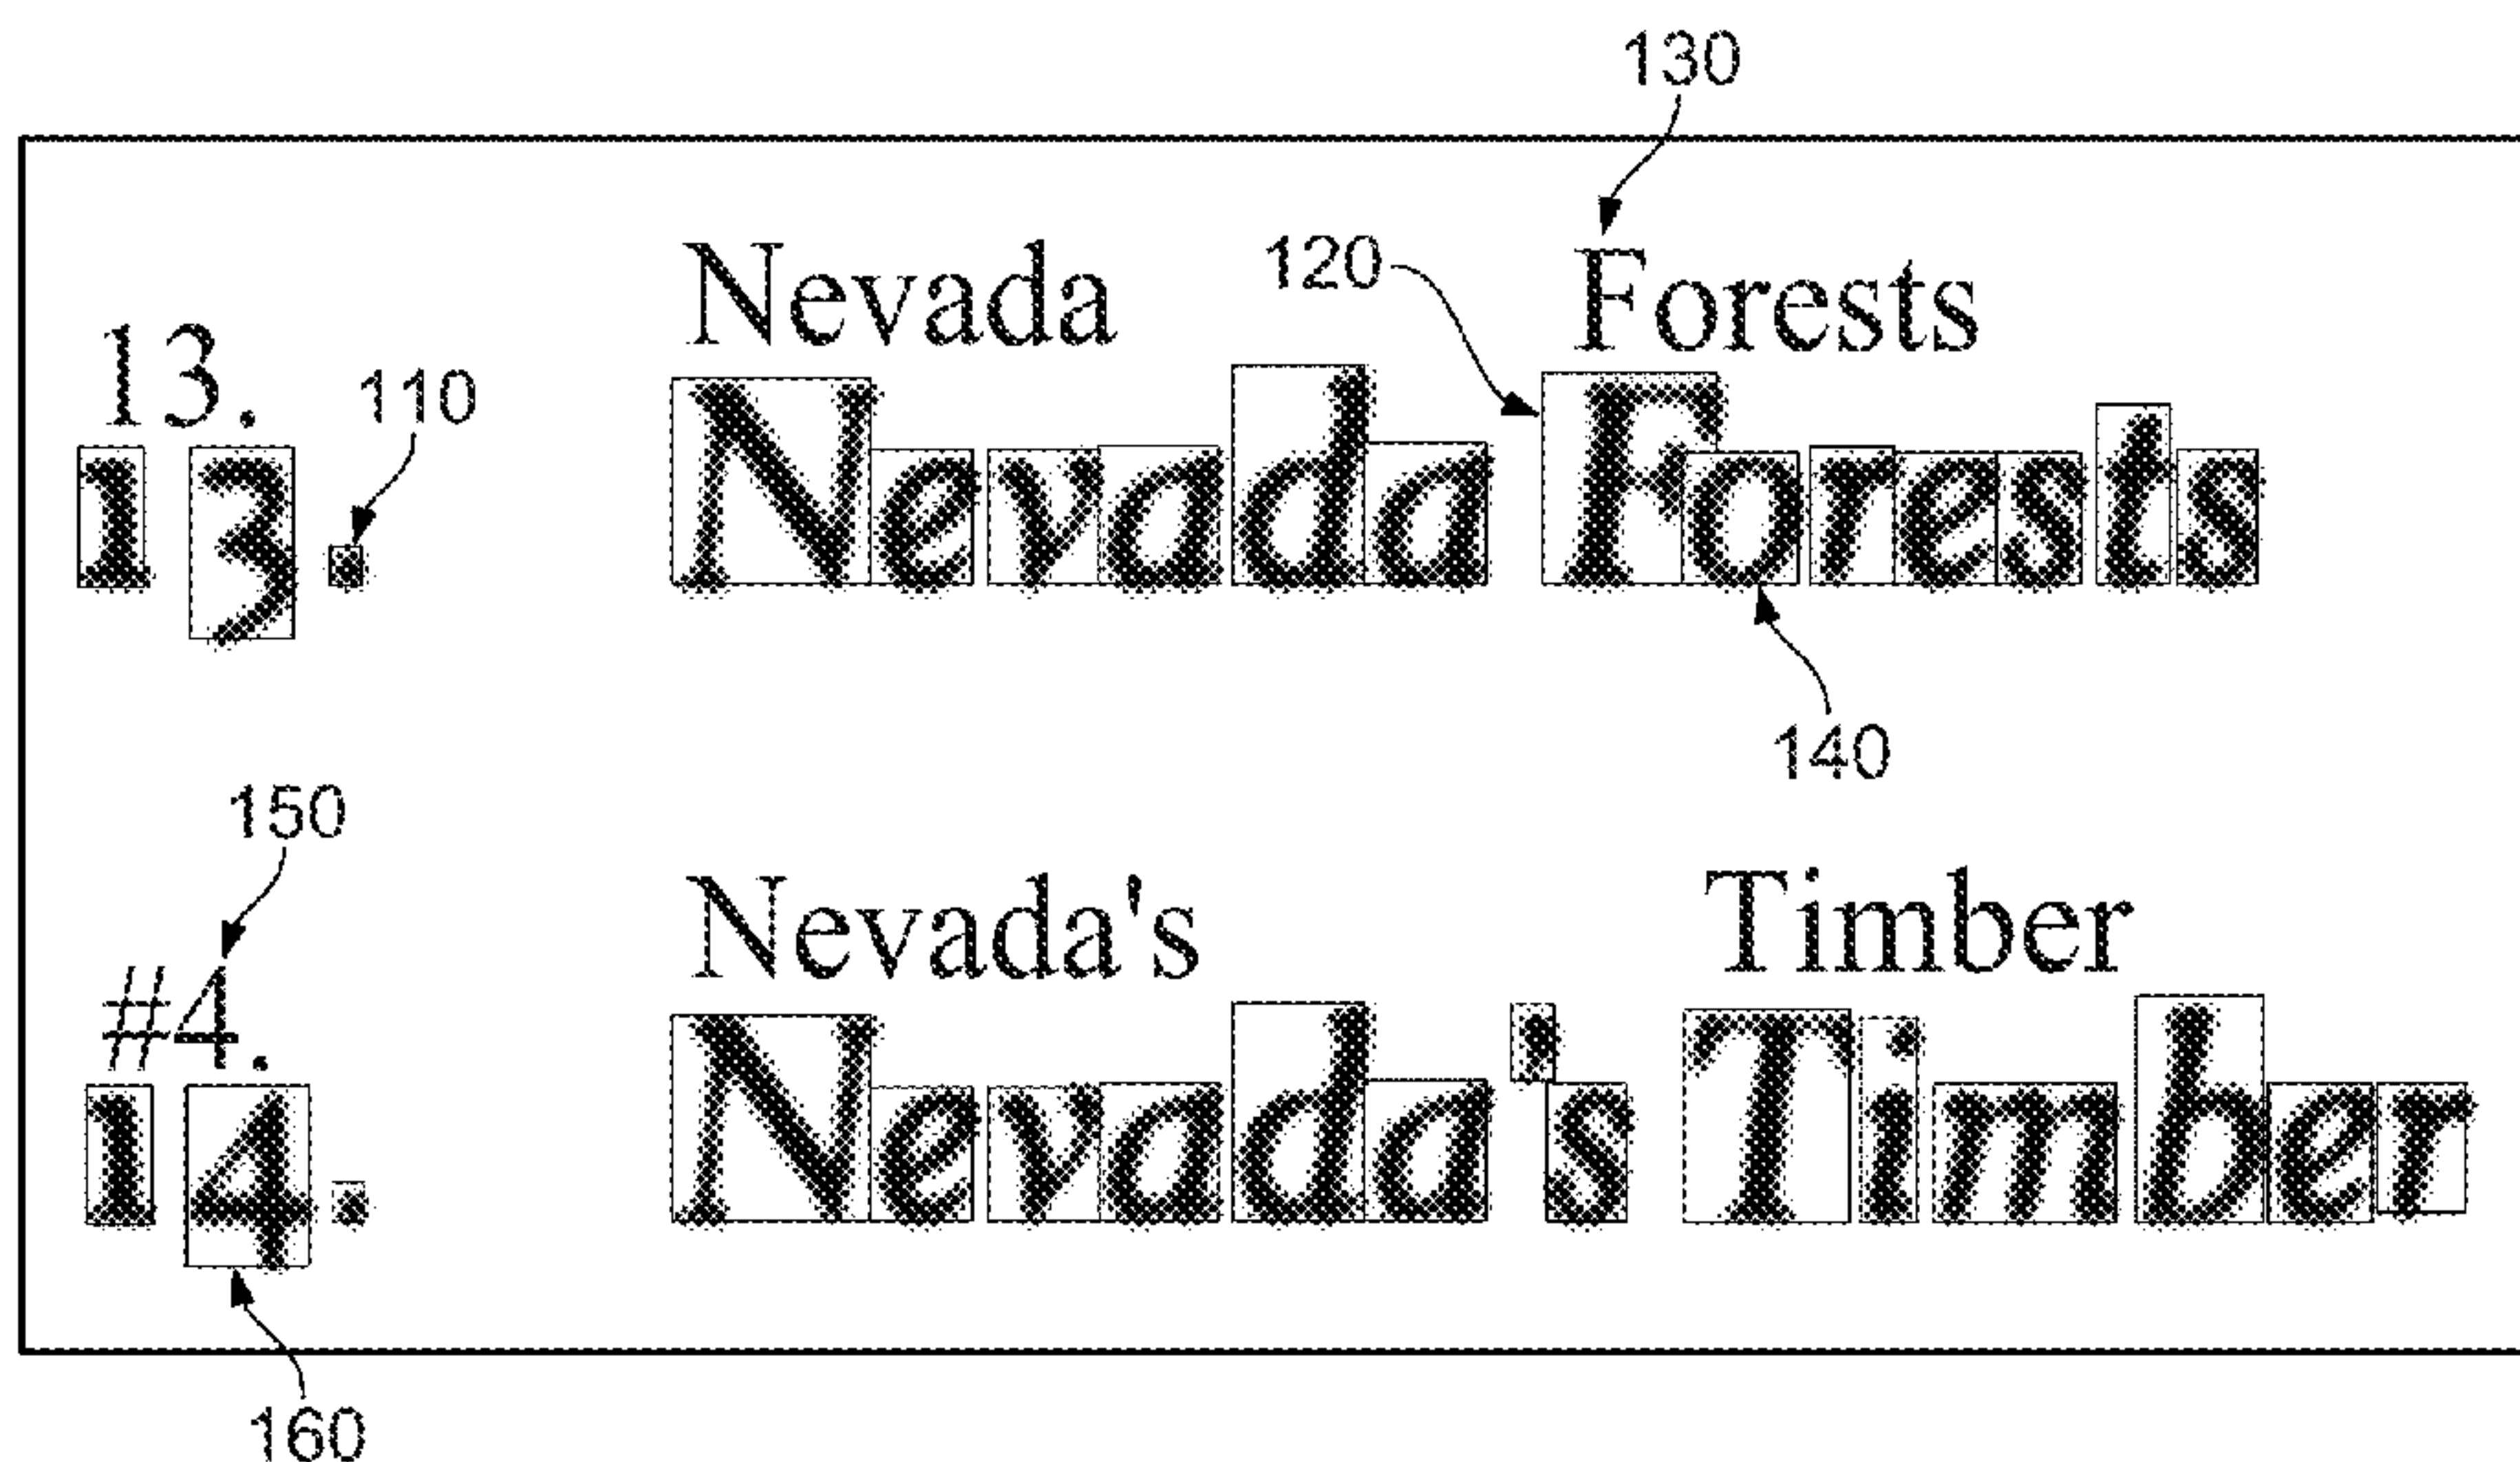 130
120
Nevada Forests
13.
110
13. Nevada Forests
140
150
Nevada's Timber
#4.
14. Nevada's Timber
160